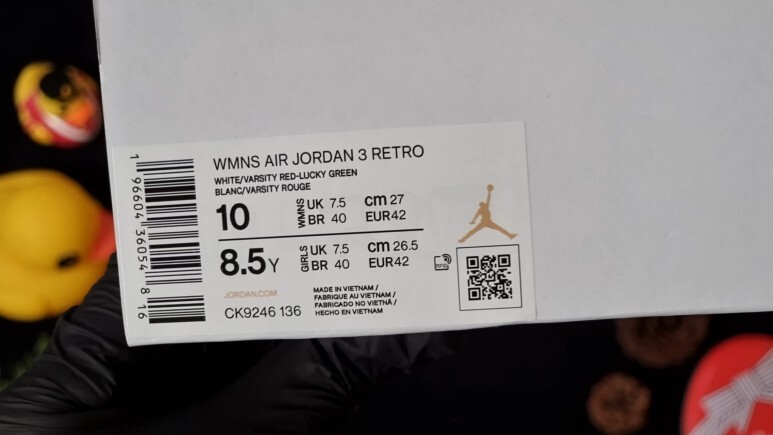 WMNS AIR JORDAN 3 RETRO
WHITE/VARSITY RED-LUCKY GREEN
BLANC/VARSITY ROUGE
10 WMNS UK 7.5 cm 27
BR 40 EUR42
8.5Y GIRLS UK 7.5 cm 26.5
BR 40 EUR42
JORDAN.COM
CK9246 136
MADE IN VIETNAM /
FABRIQUE AU VIETNAM /
FABRICADO NO VIETNÃ /
HECHO EN VIETNAM
1 96604 36054 8 16